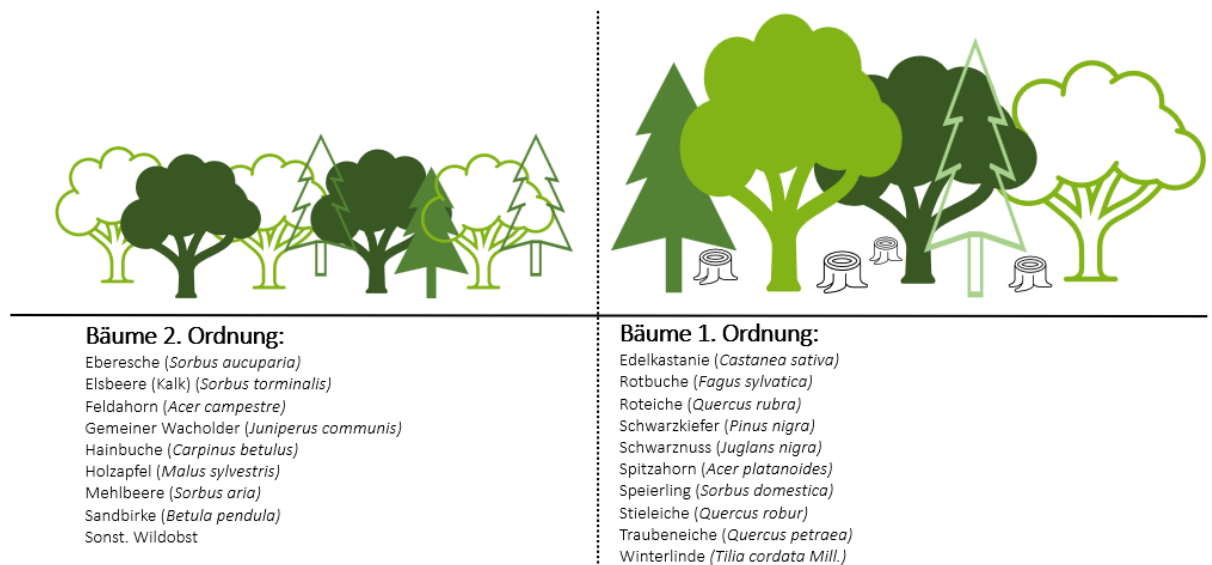 Bäume 2. Ordnung:
Eberesche (Sorbus aucuparia)
Elsbeere (Kalk) (Sorbus torminalis)
Feldahorn (Acer campestre)
Gemeiner Wacholder (Juniperus communis)
Hainbuche (Carpinus betulus)
Holzapfel (Malus sylvestris)
Mehlbeere (Sorbus aria)
Sandbirke (Betula pendula)
Sonst. Wildobst
Bäume 1. Ordnung:
Edelkastanie (Castanea sativa)
Rotbuche (Fagus sylvatica)
Roteiche (Quercus rubra)
Schwarzkiefer (Pinus nigra)
Schwarznuss (Juglans nigra)
Spitzahorn (Acer platanoides)
Speierling (Sorbus domestica)
Stieleiche (Quercus robur)
Traubeneiche (Quercus petraea)
Winterlinde (Tilia cordata Mill.)